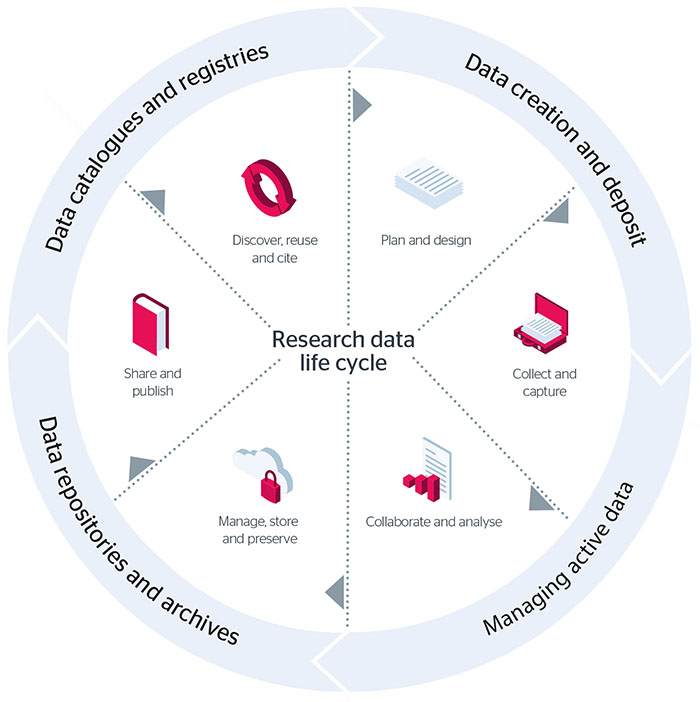 Data catalogues and registries
Data creation and deposit
Discover, reuse
and cite
Plan and design
Share and
publish
Research data
life cycle
Collect and
capture
Manage, store
and preserve
Collaborate and analyse
Data repositories and archives
Managing active data